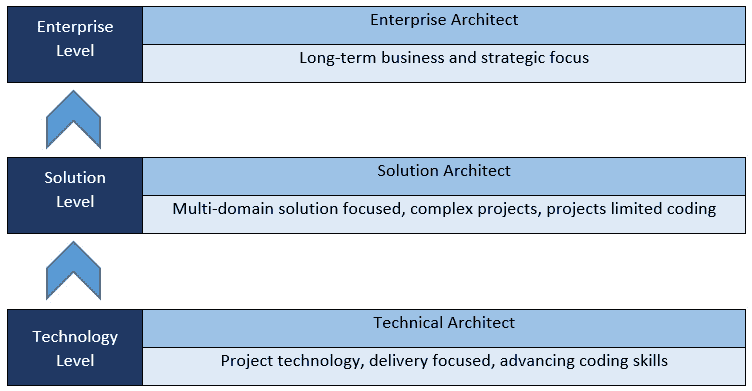 Enterprise
Level
Enterprise Architect
Long-term business and strategic focus
Solution
Level
Solution Architect
Multi-domain solution focused, complex projects, projects limited coding
Technology
Level
Technical Architect
Project technology, delivery focused, advancing coding skills